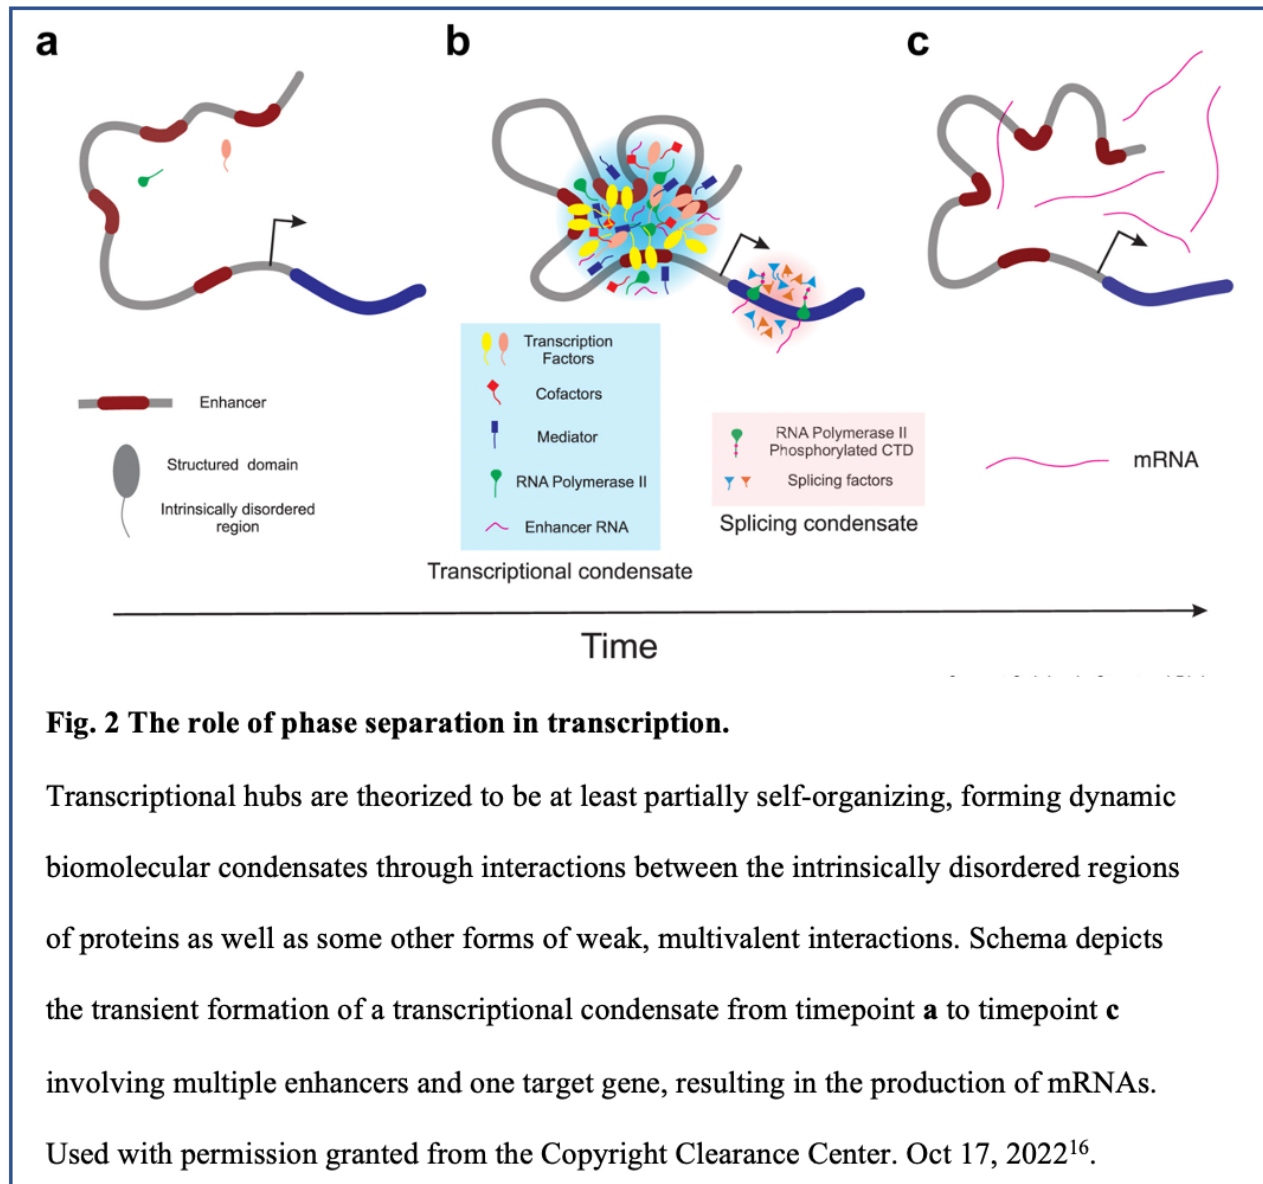 a
b
c
Enhancer
Structured domain
Intrinsically disordered
region
Transcription
Factors
Cofactors
Mediator
RNA Polymerase II
Enhancer RNA
Transcriptional condensate
RNA Polymerase II
Phosphorylated CTD
Splicing factors
Splicing condensate
mRNA
Time
Fig. 2 The role of phase separation in transcription.
Transcriptional hubs are theorized to be at least partially self-organizing, forming dynamic
biomolecular condensates through interactions between the intrinsically disordered regions
of proteins as well as some other forms of weak, multivalent interactions. Schema depicts
the transient formation of a transcriptional condensate from timepoint a to timepoint c
involving multiple enhancers and one target gene, resulting in the production of mRNAs.
Used with permission granted from the Copyright Clearance Center. Oct 17, 2022¹⁶.